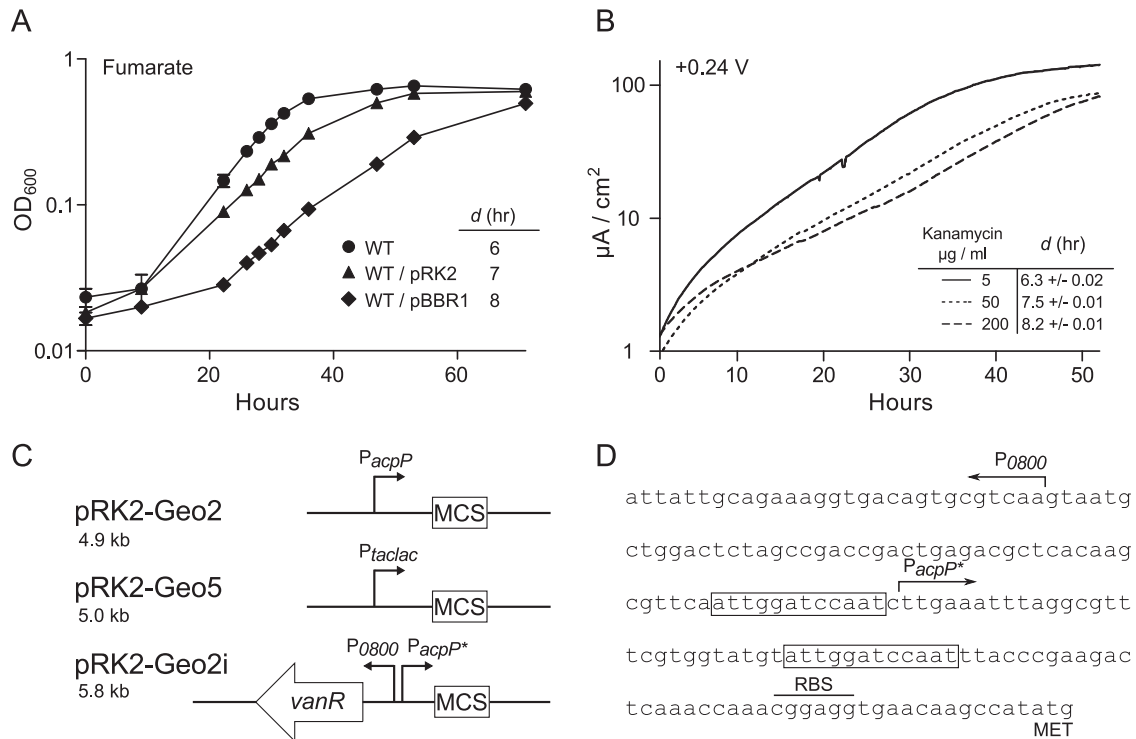 A
Fumarate
1
0.1
0.01
OD600
0 20 40 60
Hours
d (hr)
WT 6
WT / pRK2 7
WT / pBBR1 8
B
+0.24 V
100
10
1
µA / cm2
0 10 20 30 40 50
Hours
Kanamycin
µg / ml d (hr)
5 6.3 +/- 0.02
50 7.5 +/- 0.01
200 8.2 +/- 0.01
C
PacpP
pRK2-Geo2 MCS
4.9 kb
Ptaclac
pRK2-Geo5 MCS
5.0 kb
P0800 PacpP*
pRK2-Geo2i vanR MCS
5.8 kb
D
P0800
attattgcagaaaggtgacagtgcgtcaagtaatg
ctggactctagccgaccgactgagacgctcacaag
PacpP*
cgttcaattggatccaatcttgaaatttaggcgtt
tcgtggtatgtattggatccaatttacccgaagac
RBS
tcaaaccaaacggaggtgaacaagccatatg
MET